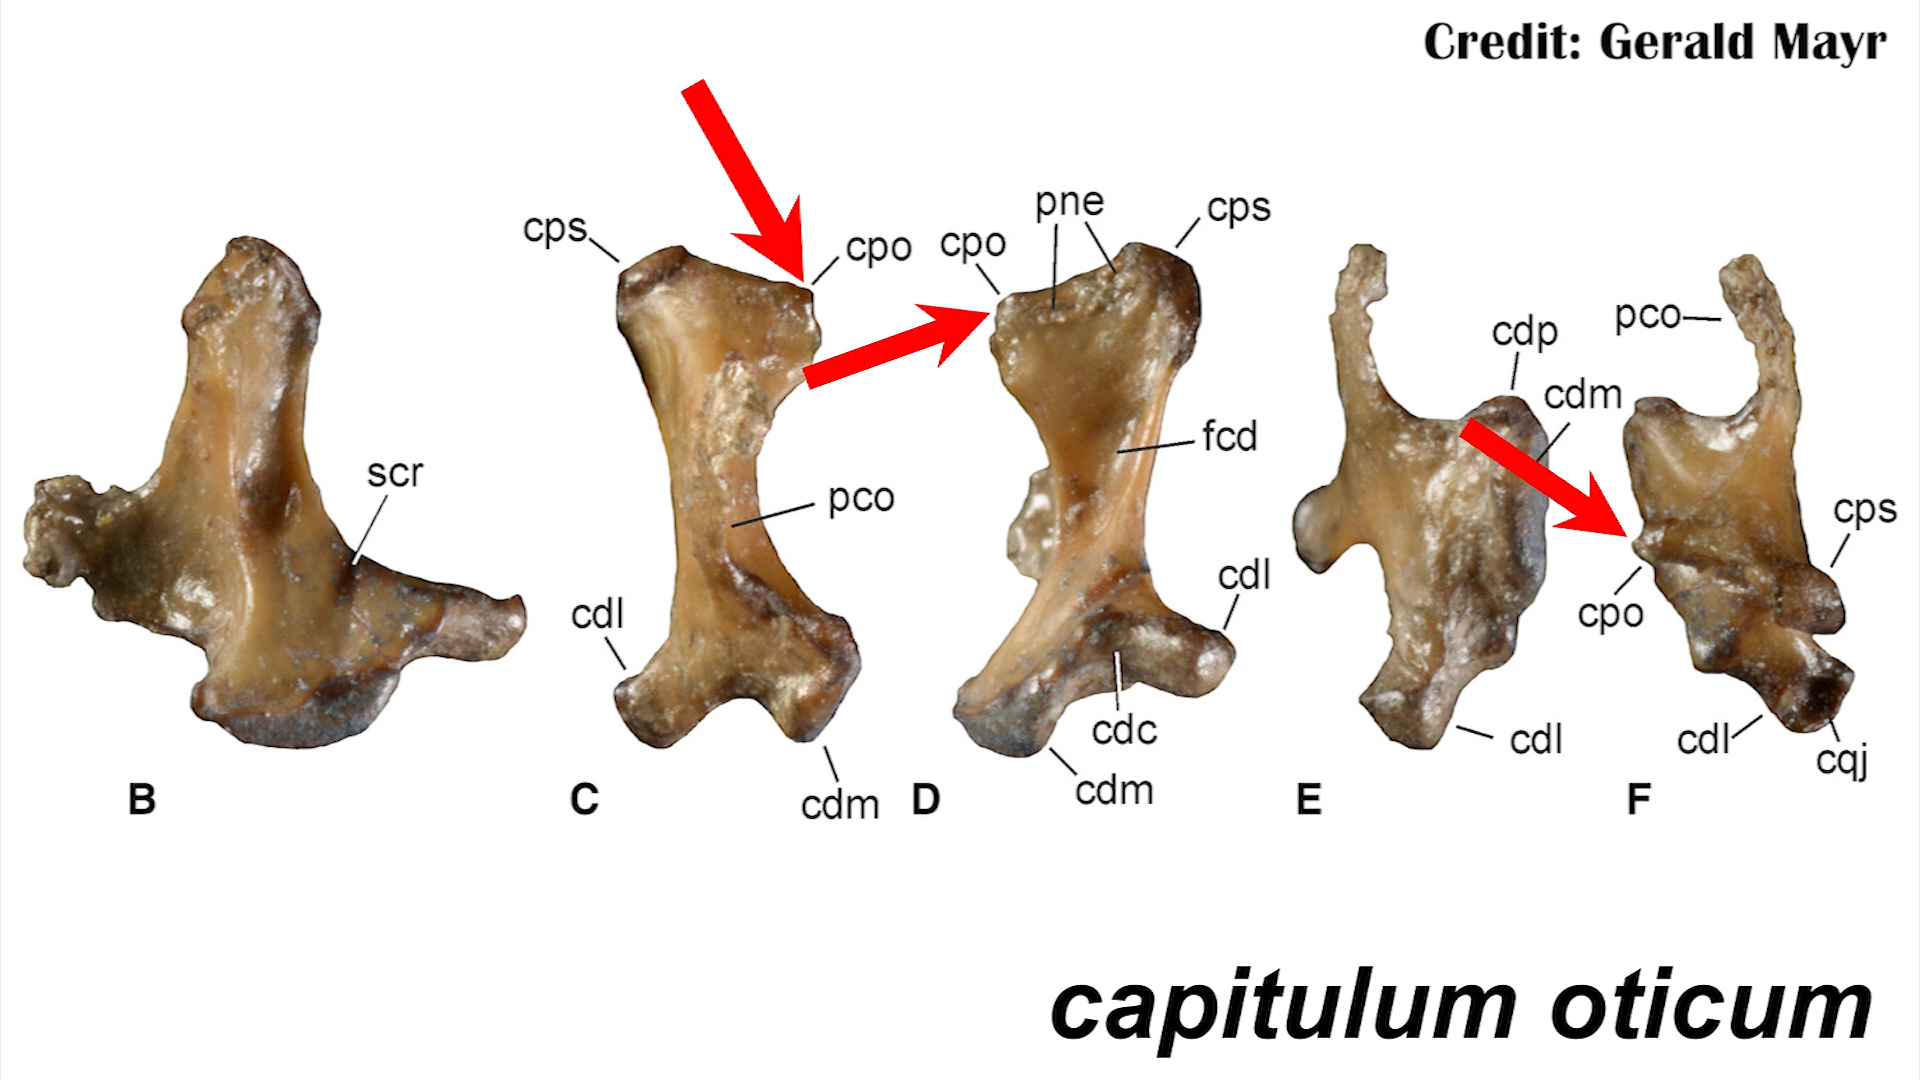 Credit: Gerald Mayr
pne
cps
cps
cpo
cpo
pco
cdp
cdm
fcd
scr
pco
cps
cdl
cdl
cpo
cdc
cdl
cdl
cqj
cdm
cdm
B
C
D
E
F
capitulum oticum